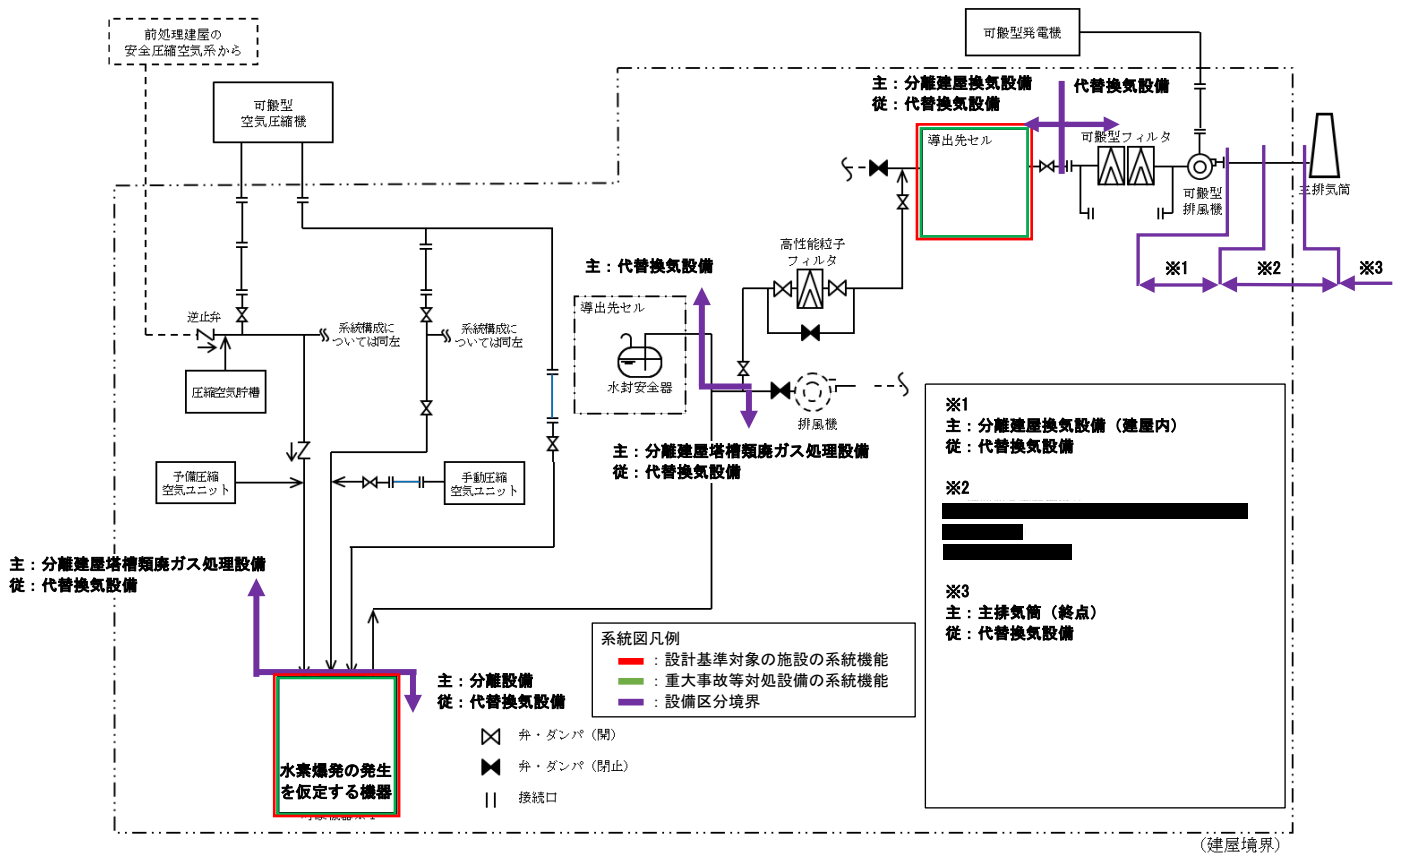 前処理建屋の
安全圧縮空気系から
可搬型
空気圧縮機
可搬型発電機
主：分離建屋換気設備
従：代替換気設備
代替換気設備
導出先セル
可搬型フィルタ
可搬型
排風機
主排気筒
※1
※2
※3
高性能粒子
フィルタ
主：代替換気設備
導出先セル
水封安全器
排風機
逆止弁
系統構成に
ついては同左
系統構成に
ついては同左
圧縮空気貯槽
予備圧縮
空気ユニット
手動圧縮
空気ユニット
主：分離建屋塔槽類廃ガス処理設備
従：代替換気設備
主：分離建屋塔槽類廃ガス処理設備
従：代替換気設備
主：分離設備
従：代替換気設備
水素爆発の発生
を仮定する機器
系統図凡例
：設計基準対象の施設の系統機能
：重大事故等対処設備の系統機能
：設備区分境界
弁・ダンパ（開）
弁・ダンパ（閉止）
接続口
※1
主：分離建屋換気設備（建屋内）
従：代替換気設備
※2
※3
主：主排気筒（終点）
従：代替換気設備
（建屋境界）